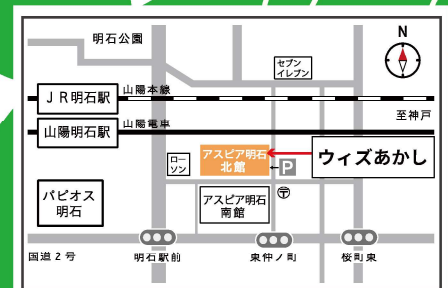 明石公園
N
セブン
イレブン
JR明石駅
山陽本線
至神戸
山陽明石駅
山陽電車
ロー
ソン
アスピア明石
北館
P
ウィズあかし
パピオス
明石
アスピア明石
南館
〒
国道2号
明石駅前
東仲ノ町
桜町東